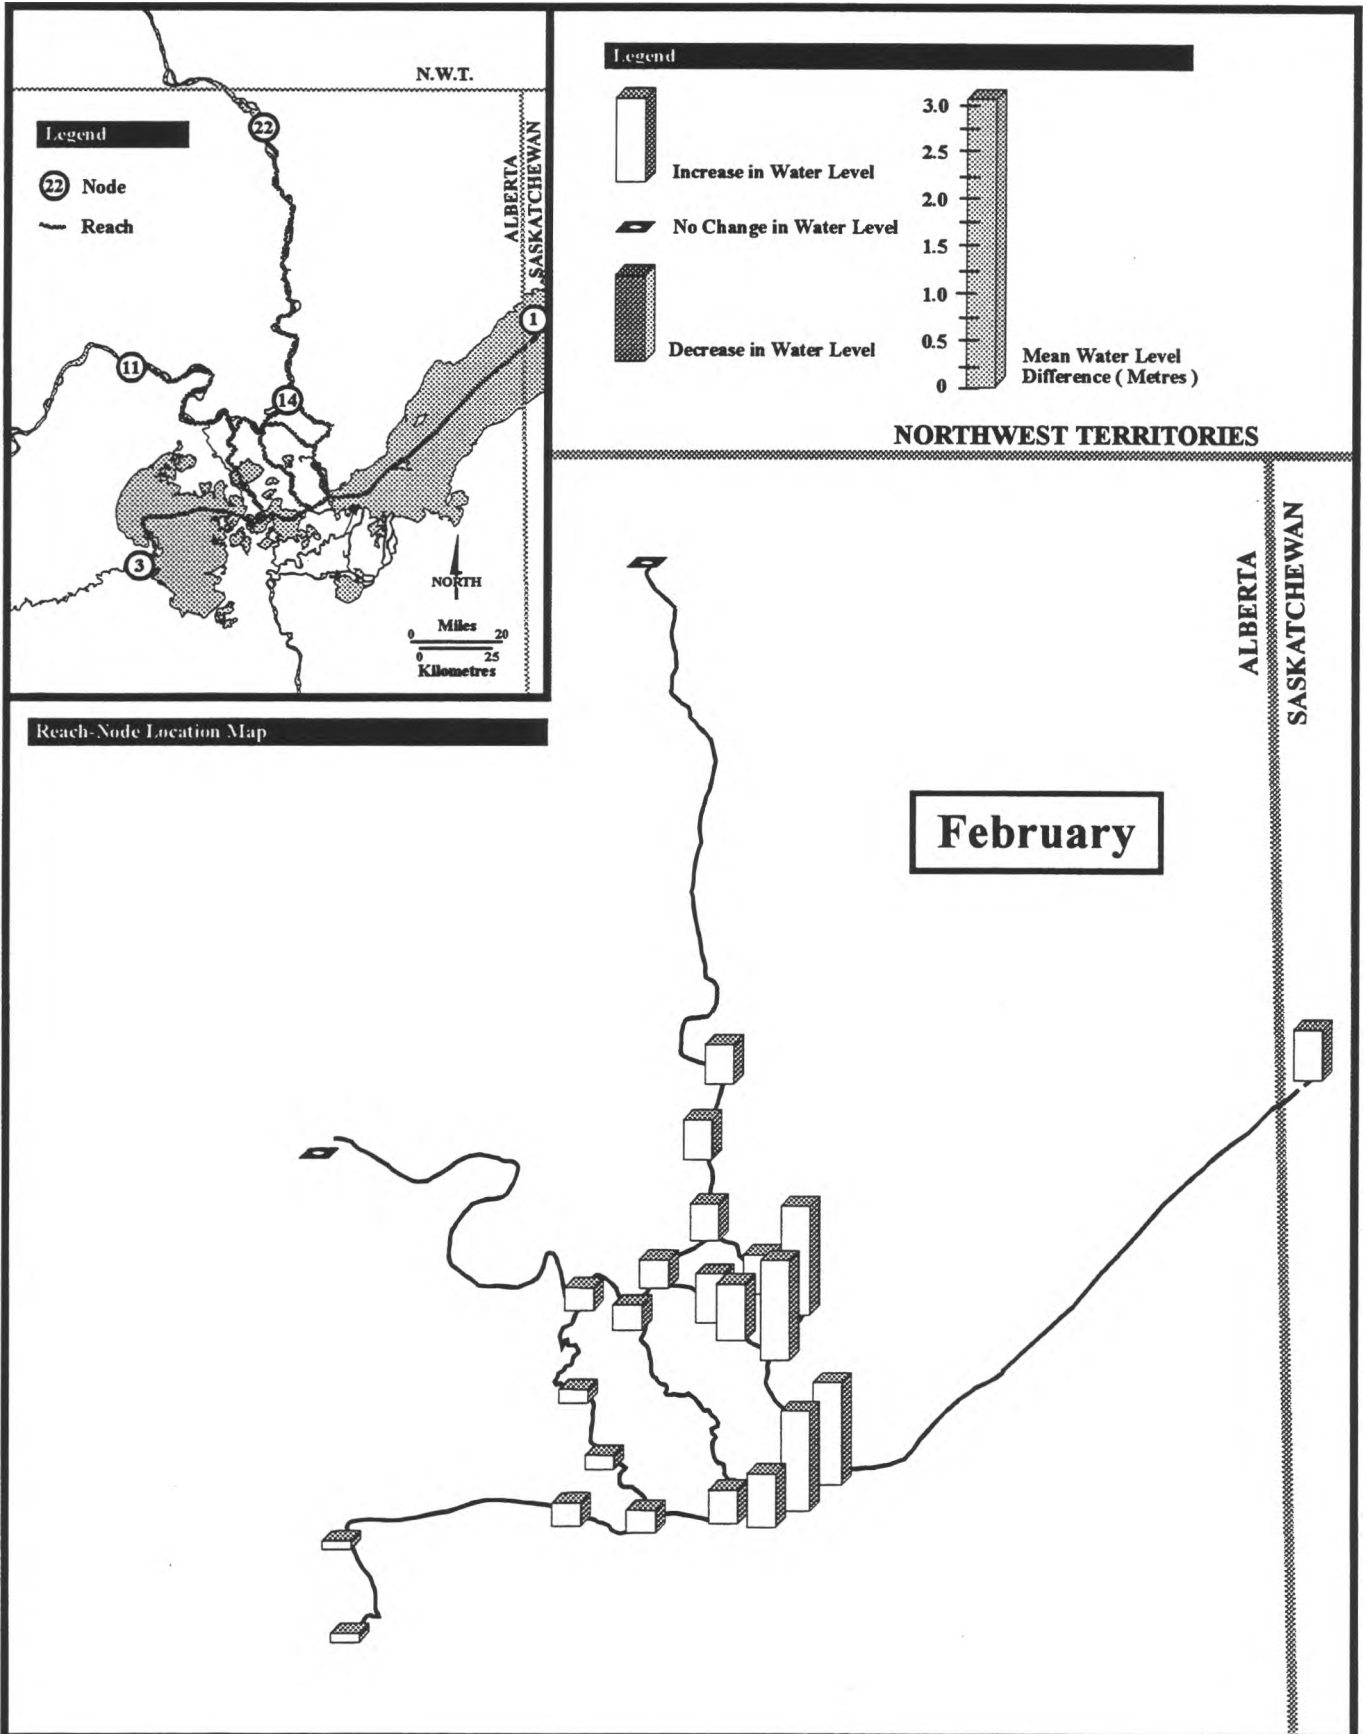 N.W.T.
Legend
22
22 Node
Reach
ALBERTA
SASKATCHEWAN
1
11
14
3
NORTH
Miles
0 20
0 25
Kilometres
Reach-Node Location Map
Legend
Increase in Water Level
No Change in Water Level
Decrease in Water Level
3.0
2.5
2.0
1.5
1.0
0.5
0
Mean Water Level
Difference ( Metres )
NORTHWEST TERRITORIES
ALBERTA
SASKATCHEWAN
February